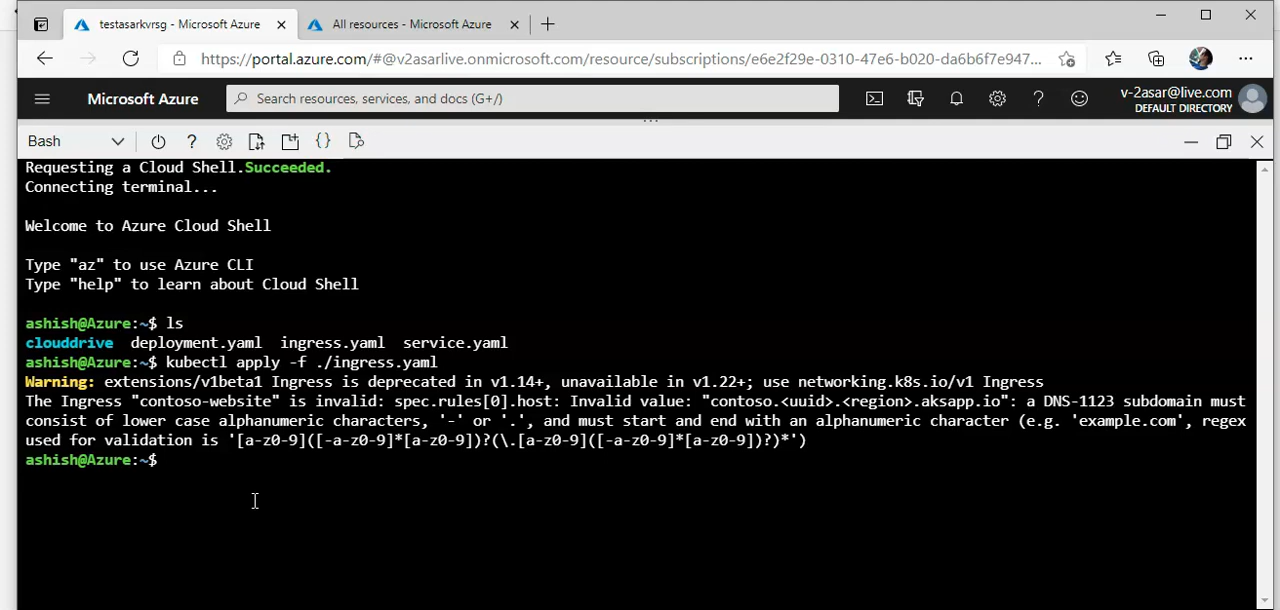 testasarkvrsg - Microsoft Azure
All resources - Microsoft Azure
https://portal.azure.com/#@v2asarlive.onmicrosoft.com/resource/subscriptions/e6e2f29e-0310-47e6-b020-da6b6f7e947...
Microsoft Azure
Search resources, services, and docs (G+/)
v-2asar@live.com
DEFAULT DIRECTORY
Bash
Requesting a Cloud Shell.Succeeded.
Connecting terminal...
Welcome to Azure Cloud Shell
Type "az" to use Azure CLI
Type "help" to learn about Cloud Shell
ashish@Azure:~$ ls
clouddrive deployment.yaml ingress.yaml service.yaml
ashish@Azure:~$ kubectl apply -f ./ingress.yaml
Warning: extensions/v1beta1 Ingress is deprecated in v1.14+, unavailable in v1.22+; use networking.k8s.io/v1 Ingress
The Ingress "contoso-website" is invalid: spec.rules[0].host: Invalid value: "contoso.<uuid>.<region>.aksapp.io": a DNS-1123 subdomain must
consist of lower case alphanumeric characters, '-' or '.', and must start and end with an alphanumeric character (e.g. 'example.com', regex
used for validation is '[a-z0-9]([-a-z0-9]*[a-z0-9])?(\.[a-z0-9]([-a-z0-9]*[a-z0-9])?)*')
ashish@Azure:~$